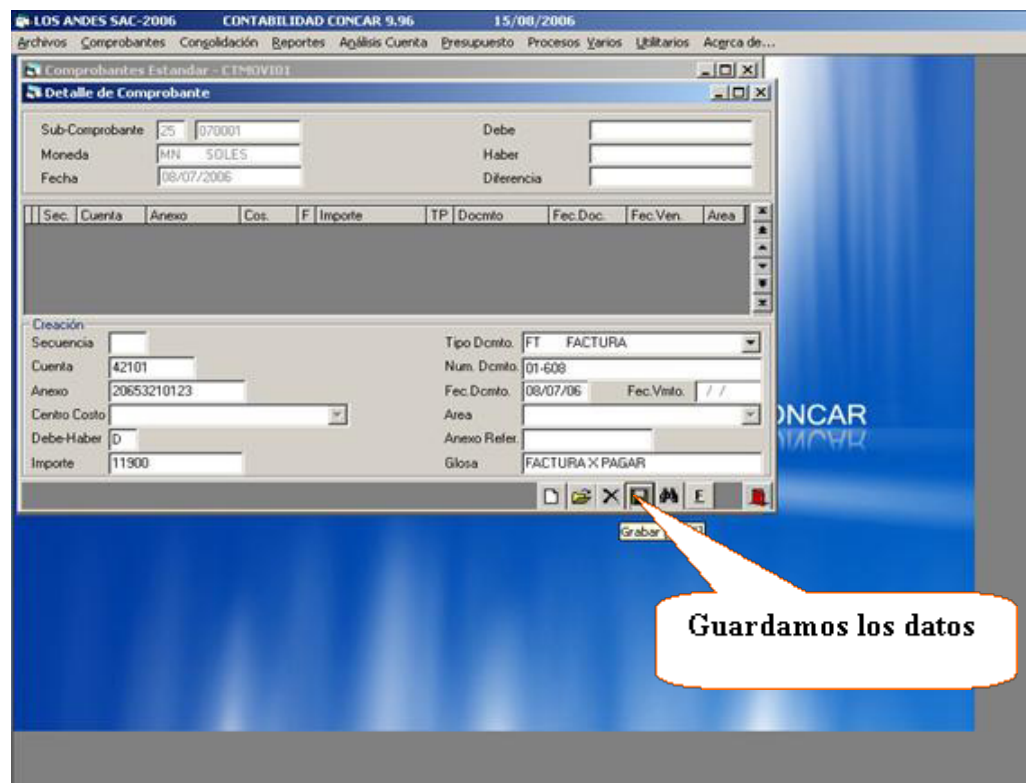 LOS ANDES SAC-2006 CONTABILIDAD CONCAR 9.96 15/08/2006
Archivos Comprobantes Consolidación Reportes Análisis Cuenta Presupuesto Procesos Varios Utilitarios Acerca de...
Comprobantes Estandar - CTMOVI01
Detalle de Comprobante
Sub-Comprobante 25 070001 Debe
Moneda MN SOLES Haber
Fecha 08/07/2006 Diferencia
Sec. Cuenta Anexo Cos. F Importe TP Docmto Fec.Doc. Fec.Ven. Area
Creación
Secuencia Tipo Dcmto. FT FACTURA
Cuenta 42101 Num. Dcmto. 01-608
Anexo 20653210123 Fec.Dcmto. 08/07/06 Fec.Vmto. / /
Centro Costo Area
Debe-Haber D Anexo Refer.
Importe 11900 Glosa FACTURA X PAGAR
E
Grabar
ONCAR
Guardamos los datos